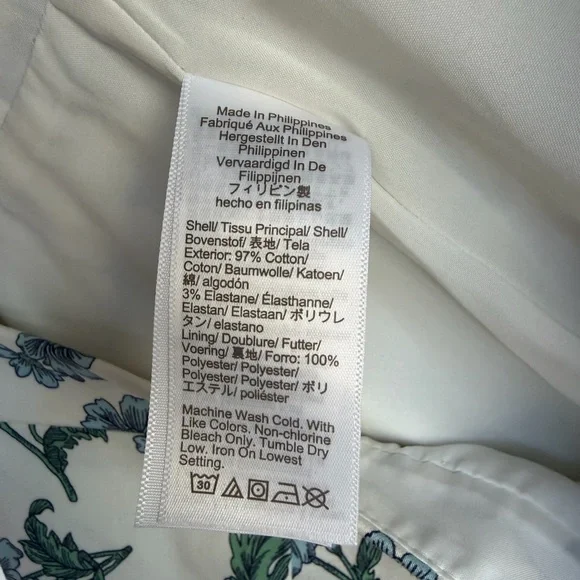 Made In Philippines
Fabriqué Aux Philippines
Hergestellt In Den
Philippinen
Vervaardigd In De
Filippijnen
フィリピン製
hecho en filipinas
Shell/ Tissu Principal/ Shell/
Bovenstof/ 表地/ Tela
Exterior: 97% Cotton/
Coton/ Baumwolle/ Katoen/
綿/ algodón
3% Elastane/ Élasthanne/
Elastan/ Elastaan/ ポリウレ
タン/ elastano
Lining/ Doublure/ Futter/
Voering/ 裏地/ Forro: 100%
Polyester/ Polyester/
Polyester/ Polyester/ ポリ
エステル/ poliéster
Machine Wash Cold. With
Like Colors. Non-chlorine
Bleach Only. Tumble Dry
Low. Iron On Lowest
Setting.
30